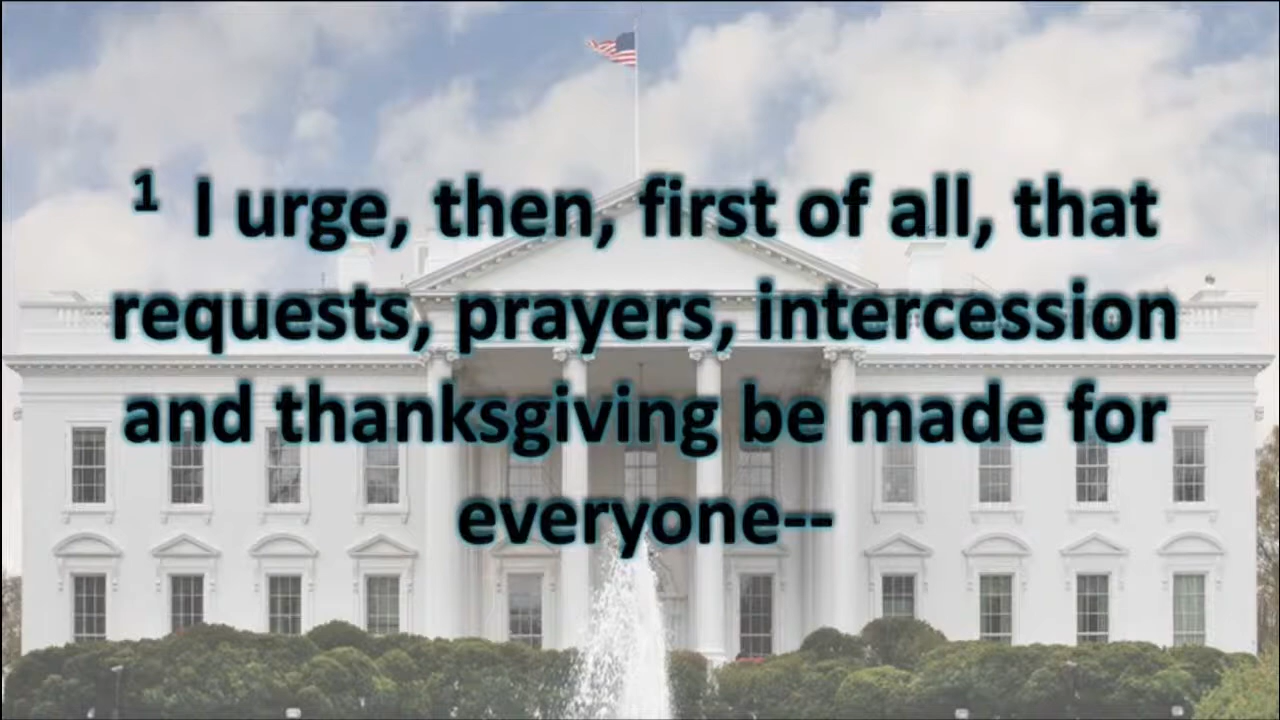 ¹ I urge, then, first of all, that
requests, prayers, intercession
and thanksgiving be made for
everyone--